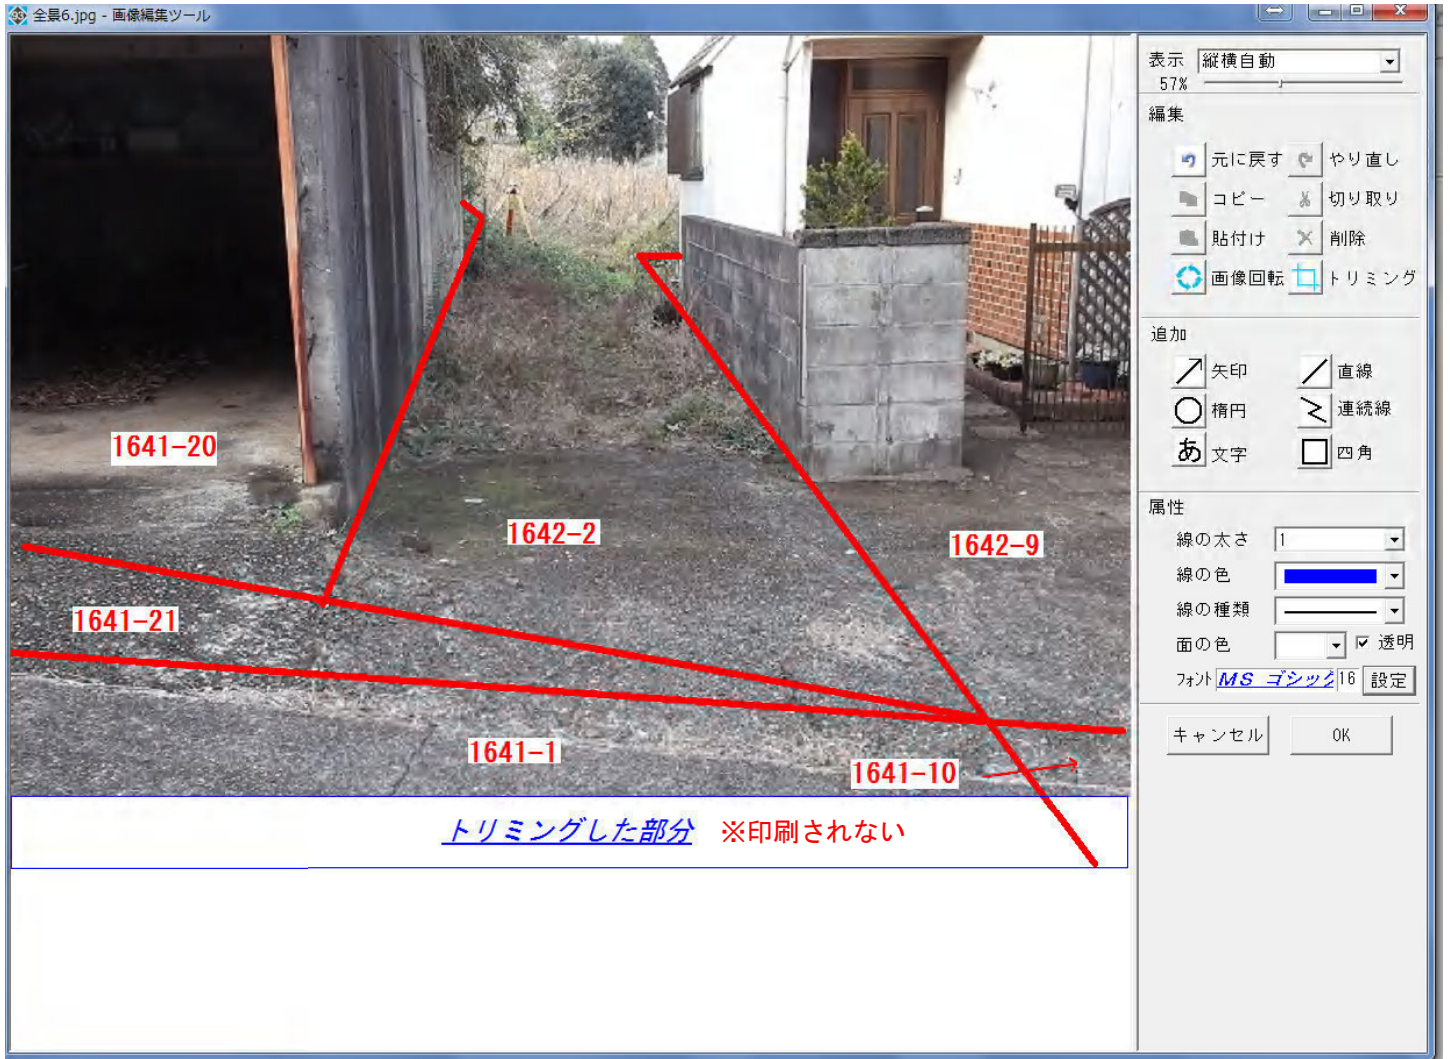 全景6.jpg - 画像編集ツール
表示 縦横自動
57%
編集
元に戻す やり直し
コピー 切り取り
貼付け 削除
画像回転 トリミング
追加
矢印 直線
楕円 連続線
あ 文字 四角
属性
線の太さ 1
線の色
線の種類
面の色 透明
フォント MS ゴシック 16 設定
キャンセル OK
1641-20
1642-2
1642-9
1641-21
1641-1
1641-10
トリミングした部分 ※印刷されない